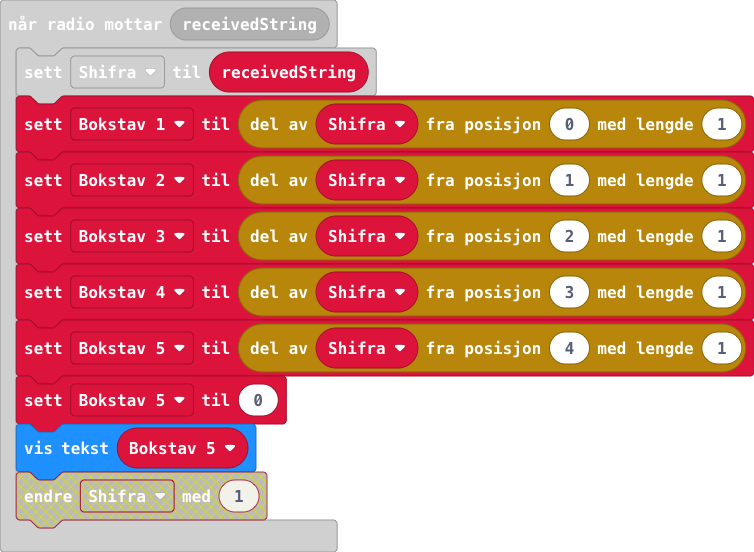 når radio mottar receivedString
sett Shifra til receivedString
sett Bokstav 1 til del av Shifra fra posisjon 0 med lengde 1
sett Bokstav 2 til del av Shifra fra posisjon 1 med lengde 1
sett Bokstav 3 til del av Shifra fra posisjon 2 med lengde 1
sett Bokstav 4 til del av Shifra fra posisjon 3 med lengde 1
sett Bokstav 5 til del av Shifra fra posisjon 4 med lengde 1
sett Bokstav 5 til 0
vis tekst Bokstav 5
endre Shifra med 1